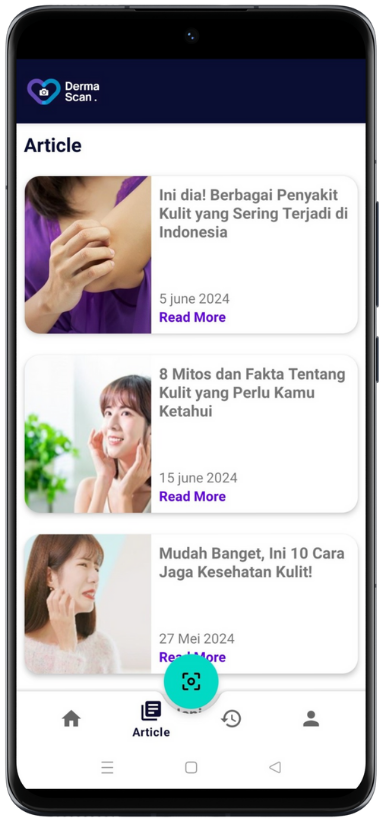 Derma
Scan .
Article
Ini dia! Berbagai Penyakit
Kulit yang Sering Terjadi di
Indonesia
5 june 2024
Read More
8 Mitos dan Fakta Tentang
Kulit yang Perlu Kamu
Ketahui
15 june 2024
Read More
Mudah Banget, Ini 10 Cara
Jaga Kesehatan Kulit!
27 Mei 2024
Read More
Article